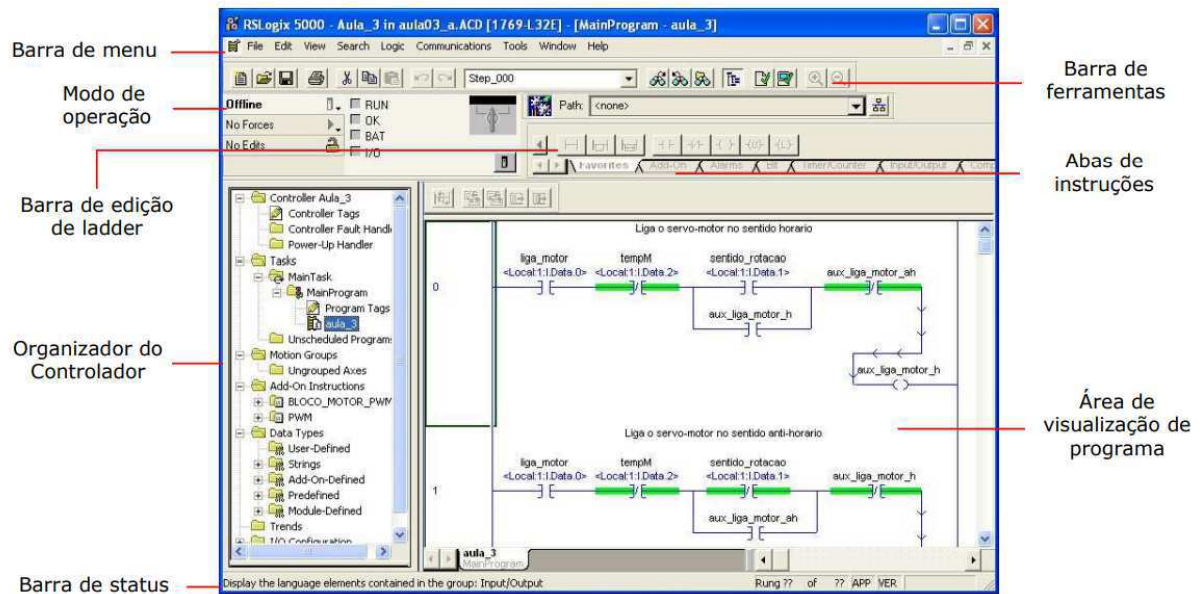 RSLogix 5000 - Aula_3 in aula03_a.ACD [1769-L32E] - [MainProgram - aula_3]
Barra de menu
File Edit View Search Logic Communications Tools Window Help
Step_000
Barra de
ferramentas
Modo de
operação
Offline
RUN
Path: <none>
No Forces
OK
No Edits
BAT
I/O
Favorites Add-On Alarms Bit Timer/Counter Input/Output
Abas de
instruções
Barra de edição
de ladder
Controller Aula_3
Controller Tags
Controller Fault Handl
Power-Up Handler
Tasks
MainTask
MainProgram
Program Tags
aula_3
Unscheduled Programs
Motion Groups
Ungrouped Axes
Add-On Instructions
BLOCO_MOTOR_PWM
PWM
Data Types
User-Defined
Strings
Add-On-Defined
Predefined
Module-Defined
Trends
I/O Configuration
Organizador do
Controlador
Liga o servo-motor no sentido horario
liga_motor tempM sentido_rotacao
<Local:1:I.Data.0> <Local:1:I.Data.2> <Local:1:I.Data.1> aux_liga_motor_ah
0
aux_liga_motor_h
aux_liga_motor_h
Área de
visualização de
programa
Liga o servo-motor no sentido anti-horario
liga_motor tempM sentido_rotacao
<Local:1:I.Data.0> <Local:1:I.Data.2> <Local:1:I.Data.1> aux_liga_motor_h
1
aux_liga_motor_ah
aula_3
MainProgram
Barra de status
Display the language elements contained in the group: Input/Output
Rung ?? of ?? APP VER